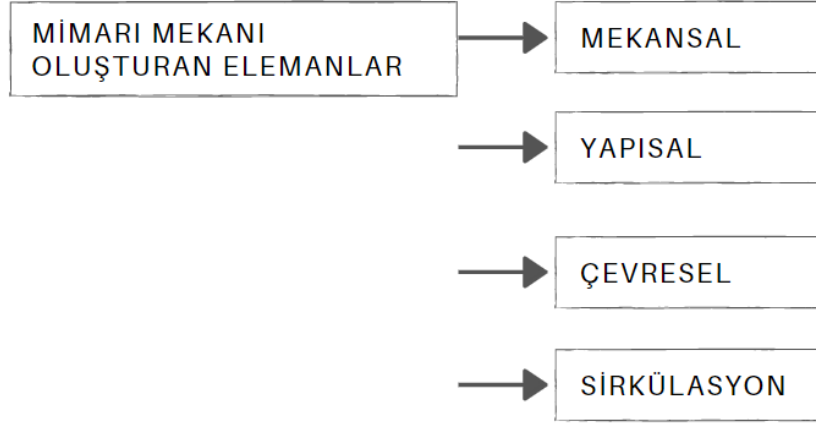 MİMARI MEKANI
OLUŞTURAN ELEMANLAR
MEKANSAL
YAPISAL
ÇEVRESEL
SİRKÜLASYON